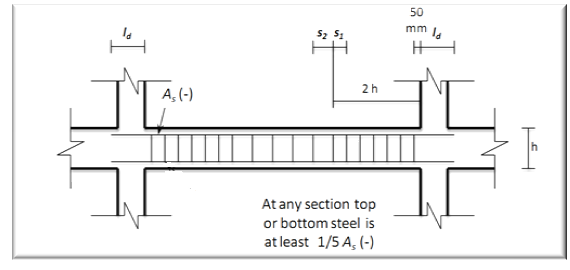 50
mm
l_d
s₂ s₁
l_d
2 h
A_s (-)
h
At any section top
or bottom steel is
at least 1/5 A_s (-)